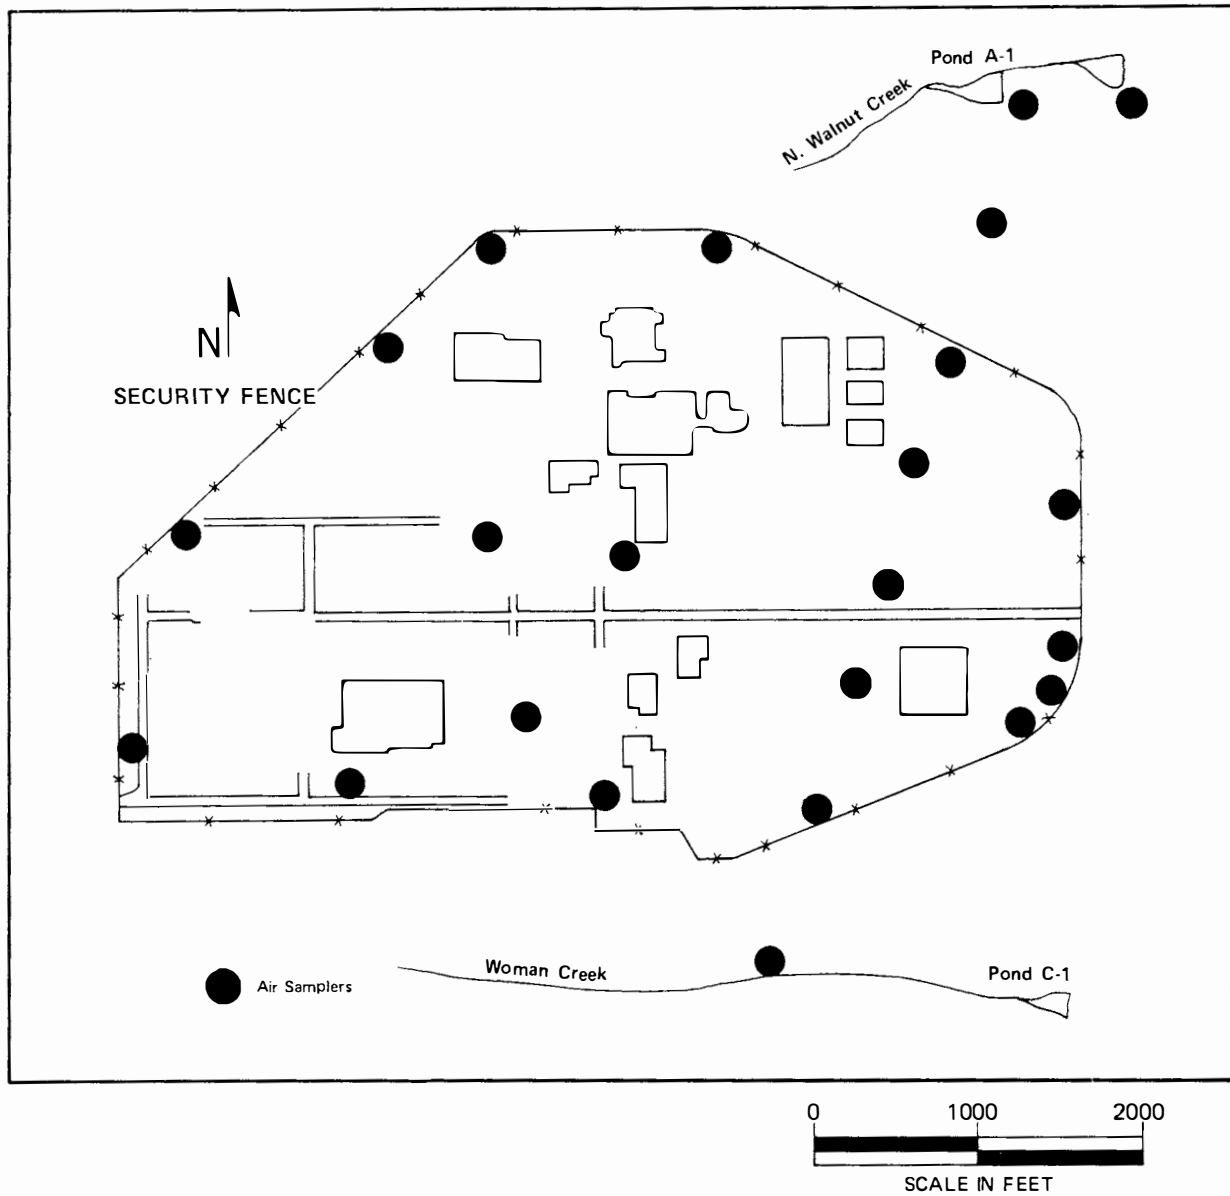 Pond A-1
N. Walnut Creek
N
SECURITY FENCE
Woman Creek
Pond C-1
Air Samplers
0 1000 2000
SCALE IN FEET